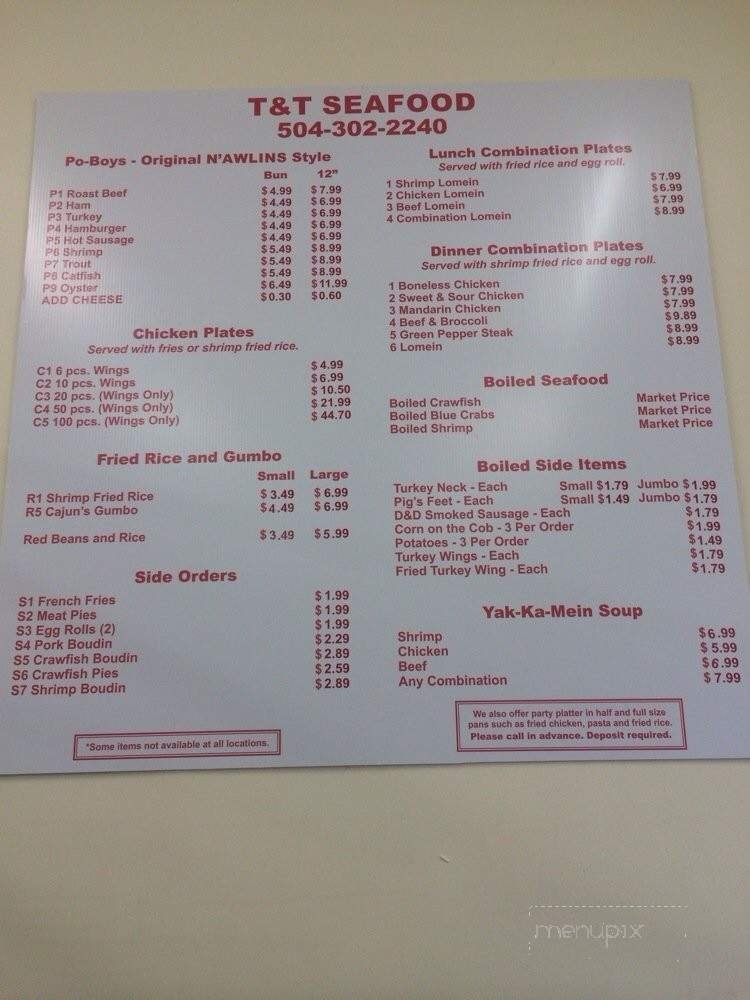 T&T SEAFOOD
504-302-2240
Po-Boys - Original N'AWLINS Style
Bun 12"
P1 Roast Beef $4.99 $7.99
P2 Ham $4.49 $6.99
P3 Turkey $4.49 $6.99
P4 Hamburger $4.49 $6.99
P5 Hot Sausage $4.49 $6.99
P6 Shrimp $5.49 $8.99
P7 Trout $5.49 $8.99
P8 Catfish $5.49 $8.99
P9 Oyster $6.49 $11.99
ADD CHEESE $0.30 $0.60
Chicken Plates
Served with fries or shrimp fried rice.
C1 6 pcs. Wings $4.99
C2 10 pcs. Wings $6.99
C3 20 pcs. (Wings Only) $10.50
C4 50 pcs. (Wings Only) $21.99
C5 100 pcs. (Wings Only) $44.70
Fried Rice and Gumbo
Small Large
R1 Shrimp Fried Rice $3.49 $6.99
R5 Cajun's Gumbo $4.49 $6.99
Red Beans and Rice $3.49 $5.99
Side Orders
S1 French Fries $1.99
S2 Meat Pies $1.99
S3 Egg Rolls (2) $1.99
S4 Pork Boudin $2.29
S5 Crawfish Boudin $2.89
S6 Crawfish Pies $2.59
S7 Shrimp Boudin $2.89
*Some items not available at all locations.
Lunch Combination Plates
Served with fried rice and egg roll.
1 Shrimp Lomein $7.99
2 Chicken Lomein $6.99
3 Beef Lomein $7.99
4 Combination Lomein $8.99
Dinner Combination Plates
Served with shrimp fried rice and egg roll.
1 Boneless Chicken $7.99
2 Sweet & Sour Chicken $7.99
3 Mandarin Chicken $7.99
4 Beef & Broccoli $9.89
5 Green Pepper Steak $8.99
6 Lomein $8.99
Boiled Seafood
Boiled Crawfish Market Price
Boiled Blue Crabs Market Price
Boiled Shrimp Market Price
Boiled Side Items
Turkey Neck - Each Small $1.79 Jumbo $1.99
Pig's Feet - Each Small $1.49 Jumbo $1.79
D&D Smoked Sausage - Each $1.79
Corn on the Cob - 3 Per Order $1.99
Potatoes - 3 Per Order $1.49
Turkey Wings - Each $1.79
Fried Turkey Wing - Each $1.79
Yak-Ka-Mein Soup
Shrimp $6.99
Chicken $5.99
Beef $6.99
Any Combination $7.99
We also offer party platter in half and full size
pans such as fried chicken, pasta and fried rice.
Please call in advance. Deposit required.
menupix